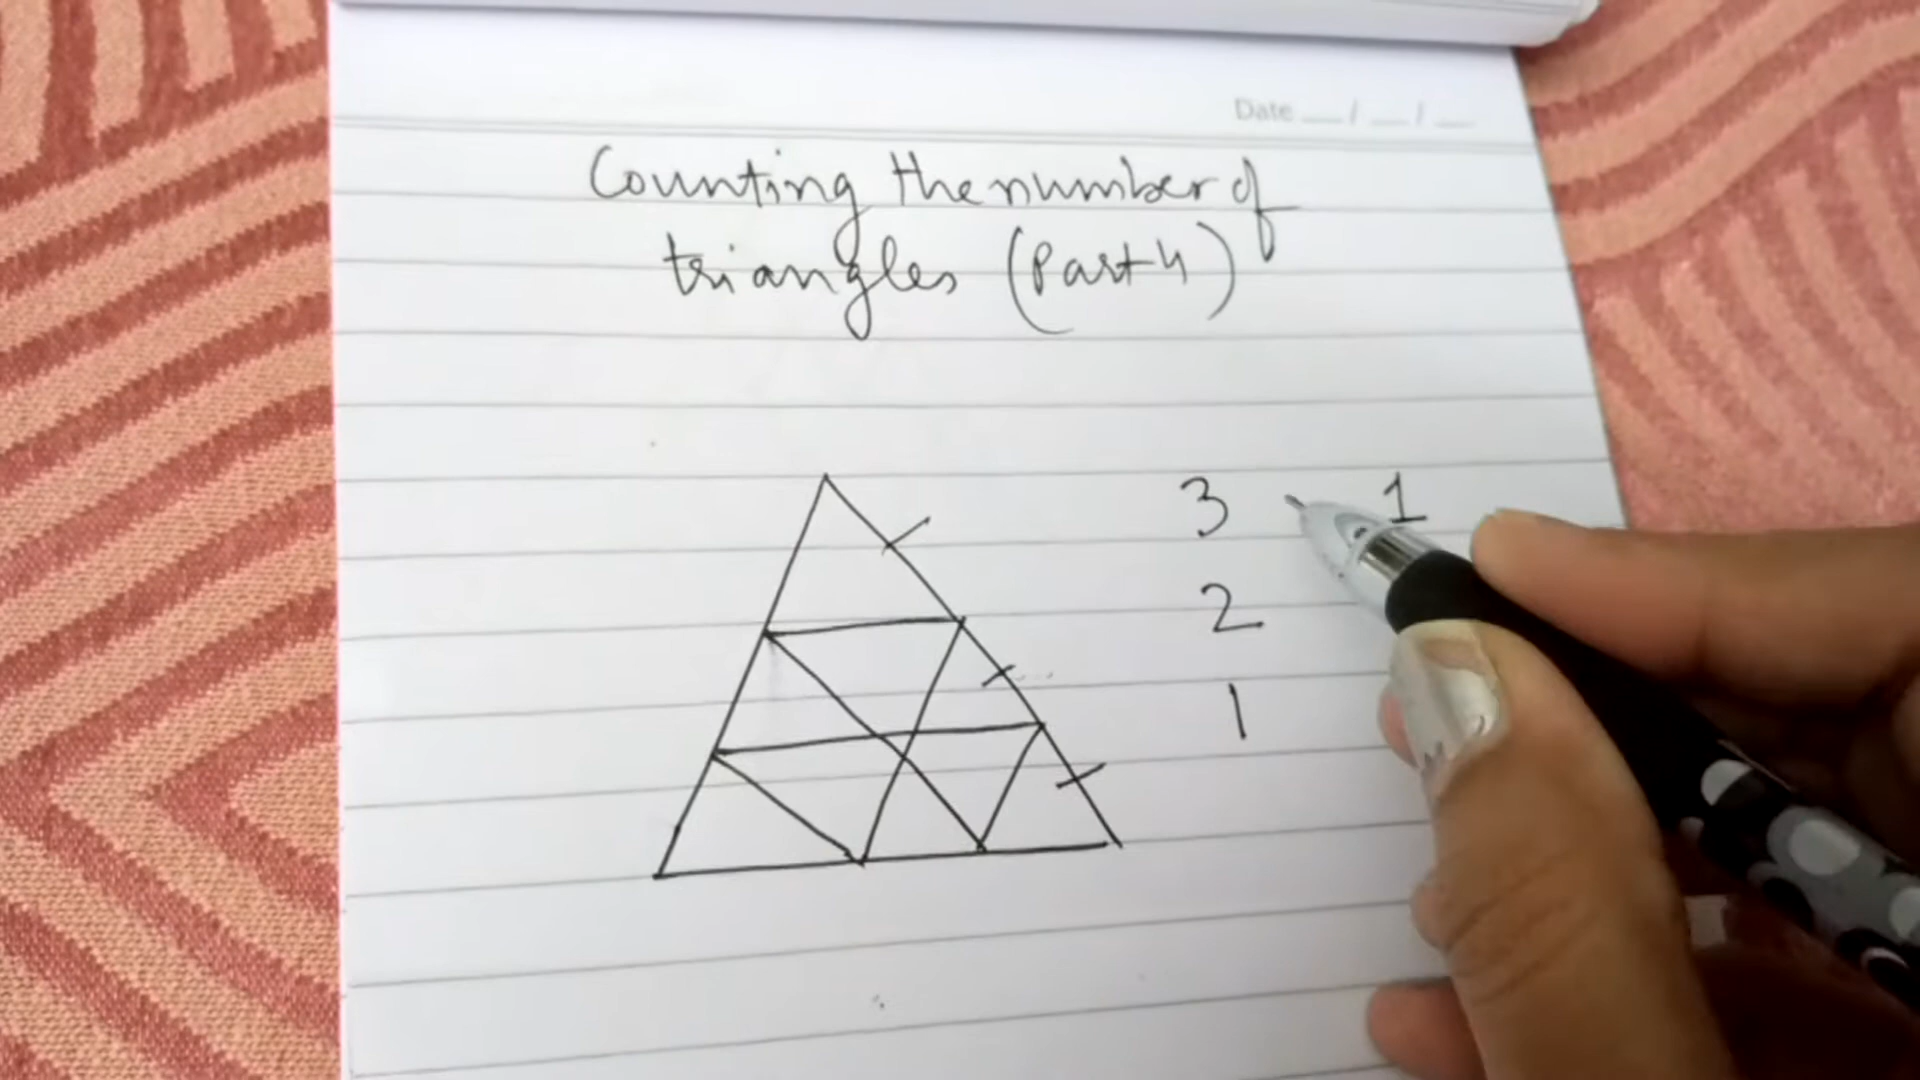 Date __ / __ / __
Counting the number of
triangles (Part 4)
3 1
2
1